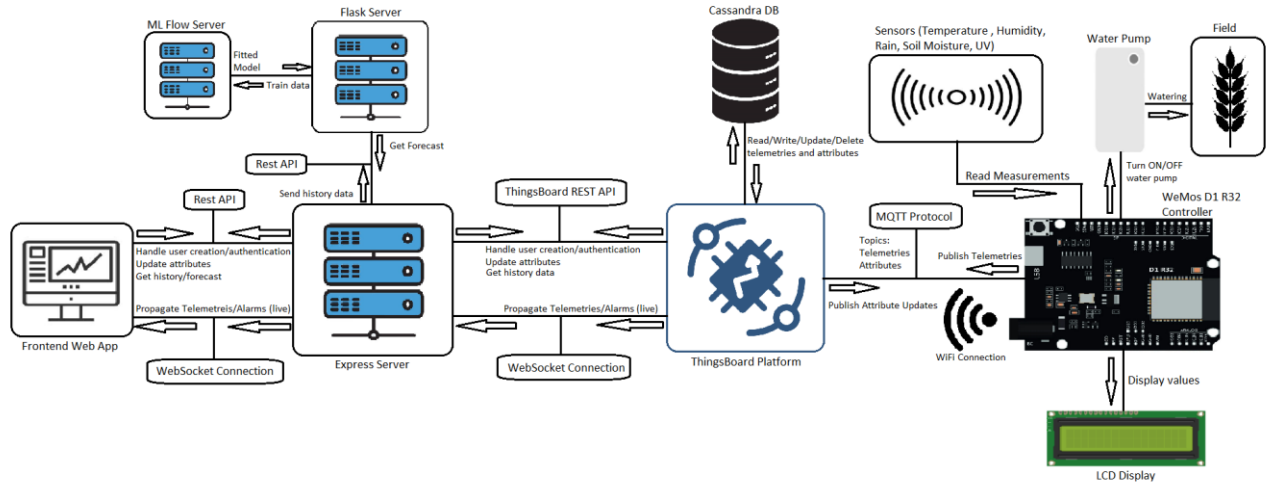 ML Flow Server
Flask Server
Fitted
Model
Train data
Get Forecast
Rest API
Send history data
Rest API
Handle user creation/authentication
Update attributes
Get history/forecast
Propagate Telemetreis/Alarms (live)
Frontend Web App
WebSocket Connection
Express Server
ThingsBoard REST API
Handle user creation/authentication
Update attributes
Get history data
Propagate Telemetries/Alarms (live)
WebSocket Connection
Cassandra DB
Read/Write/Update/Delete
telemetries and attributes
ThingsBoard Platform
Sensors (Temperature , Humidity,
Rain, Soil Moisture, UV)
Read Measurements
Water Pump
Field
Watering
Turn ON/OFF
water pump
WeMos D1 R32
Controller
MQTT Protocol
Topics:
Telemetries
Attributes
Publish Telemetries
Publish Attribute Updates
WiFi Connection
D1 R32
Display values
LCD Display